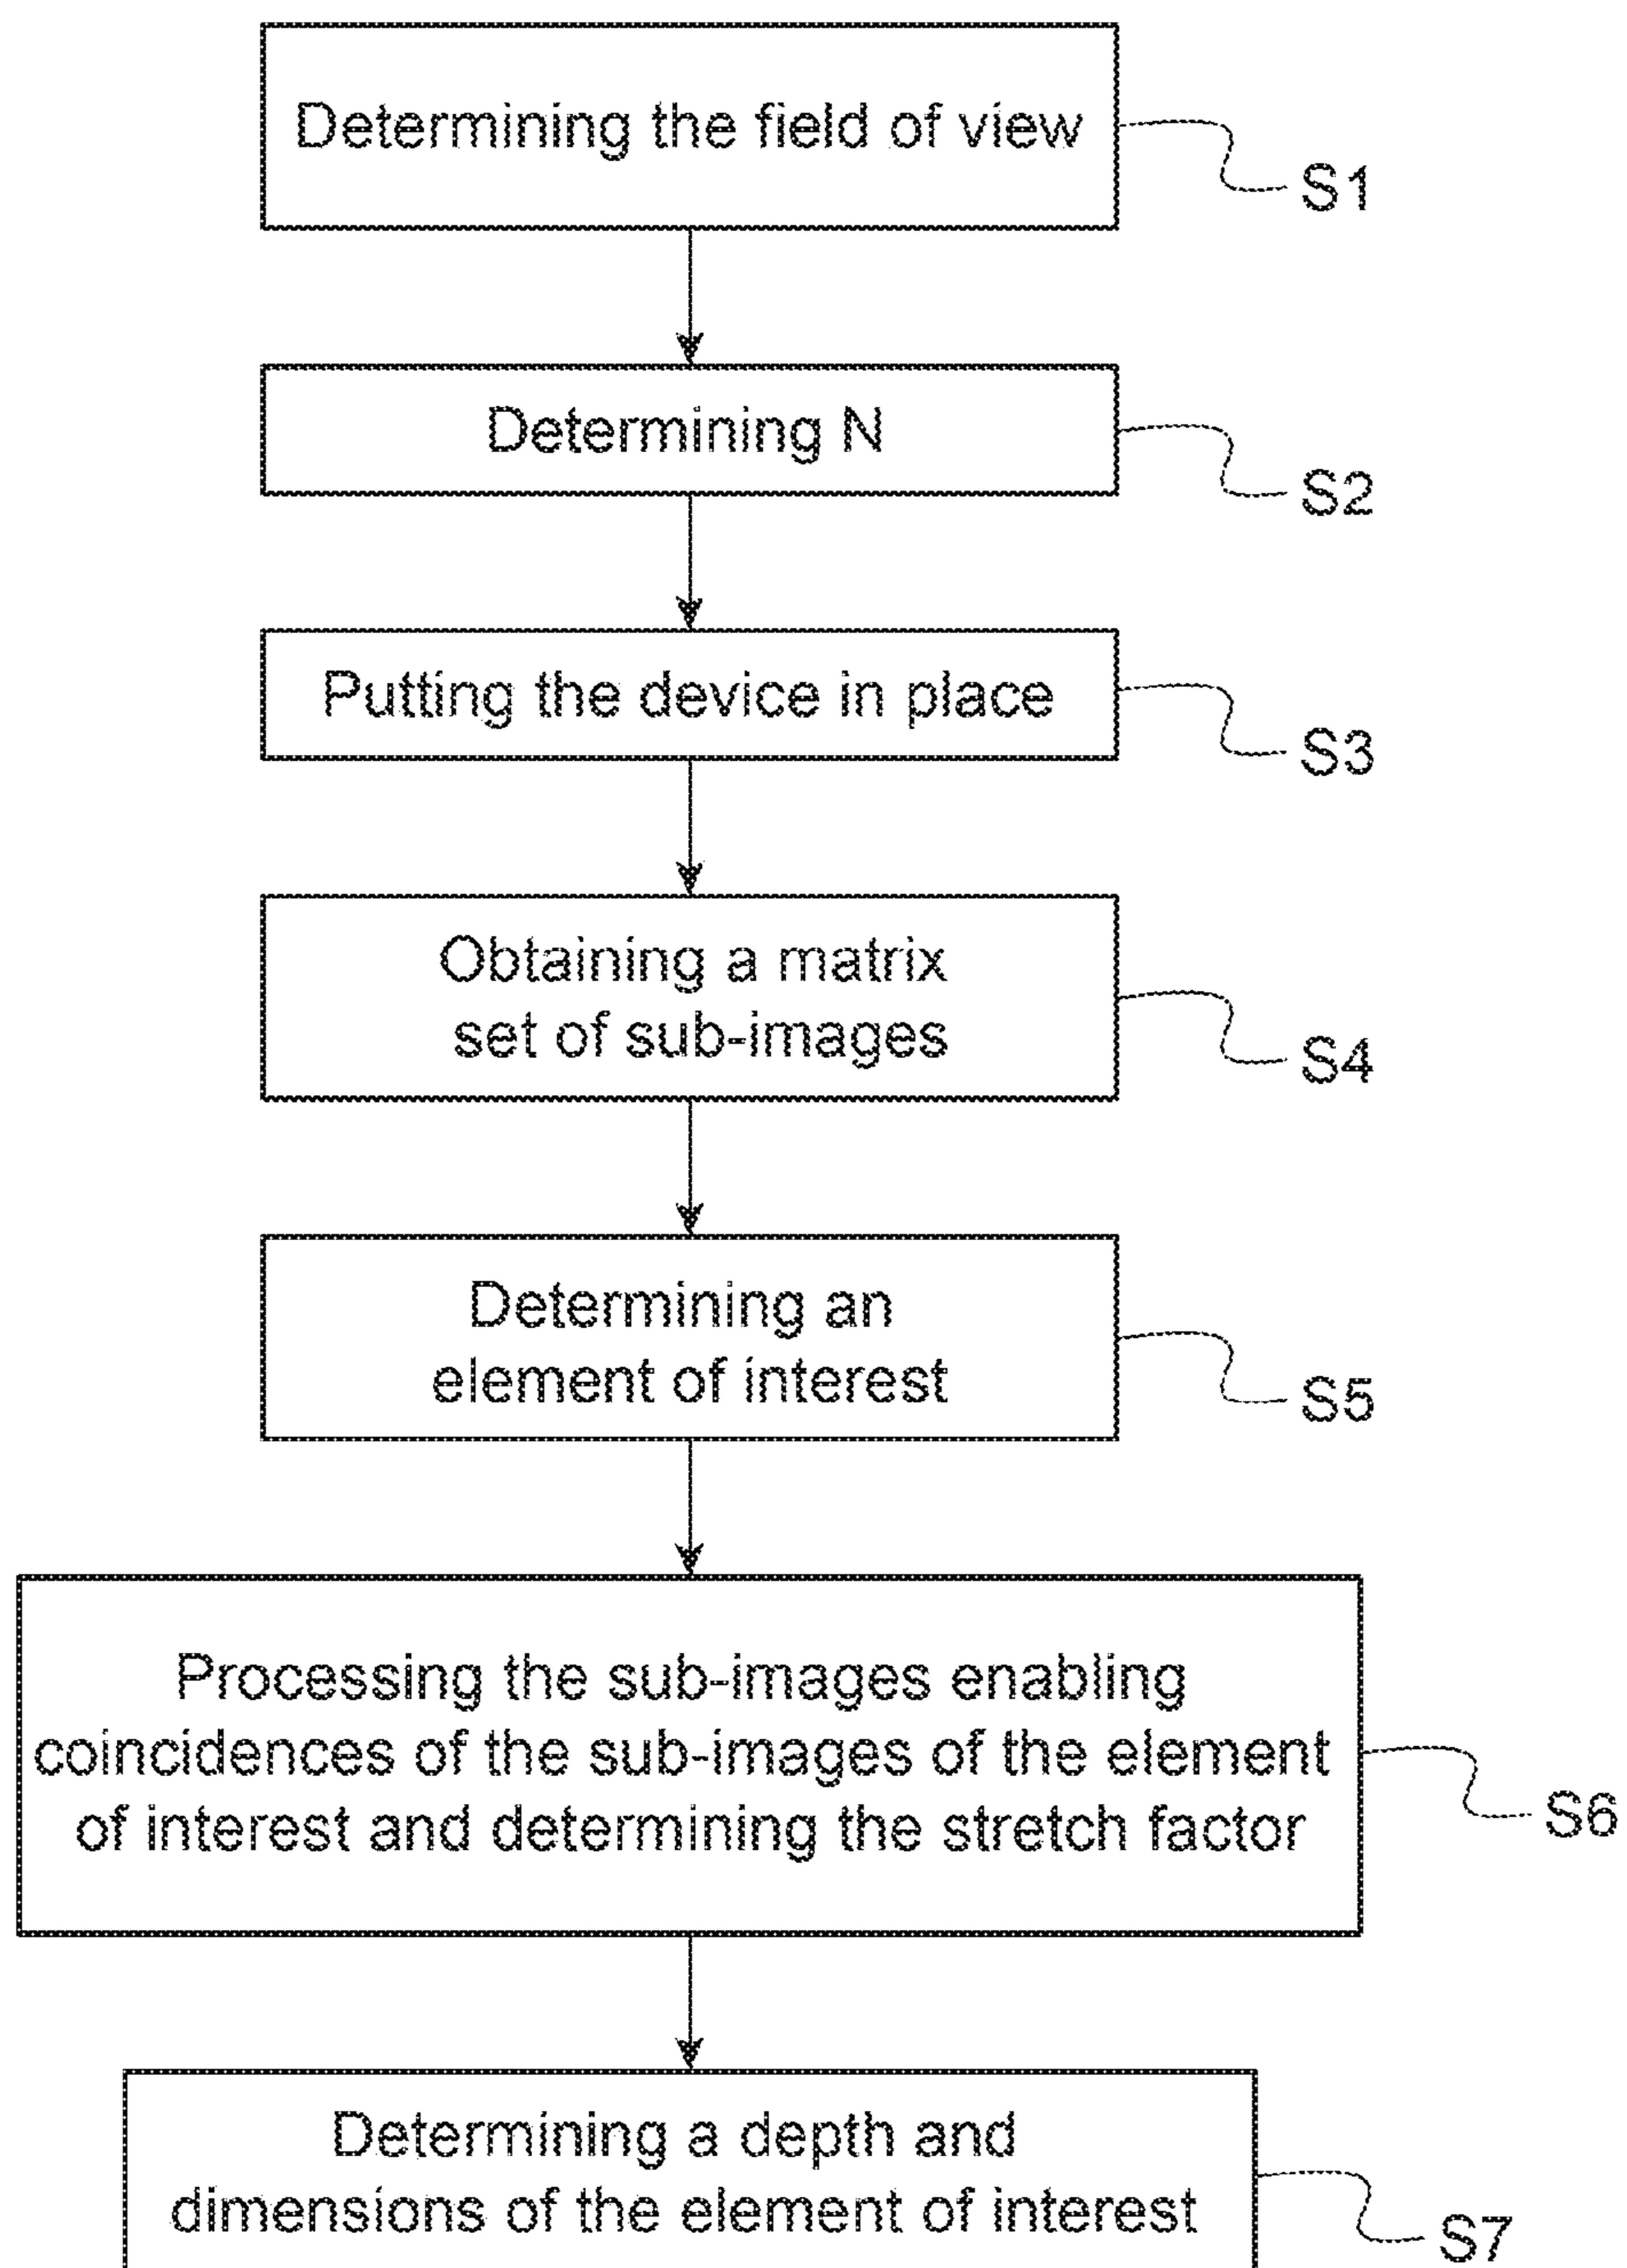 Determining the field of view
S1
Determining N
S2
Putting the device in place
S3
Obtaining a matrix
set of sub-images
S4
Determining an
element of interest
S5
Processing the sub-images enabling
coincidences of the sub-images of the element
of interest and determining the stretch factor
S6
Determining a depth and
dimensions of the element of interest
S7